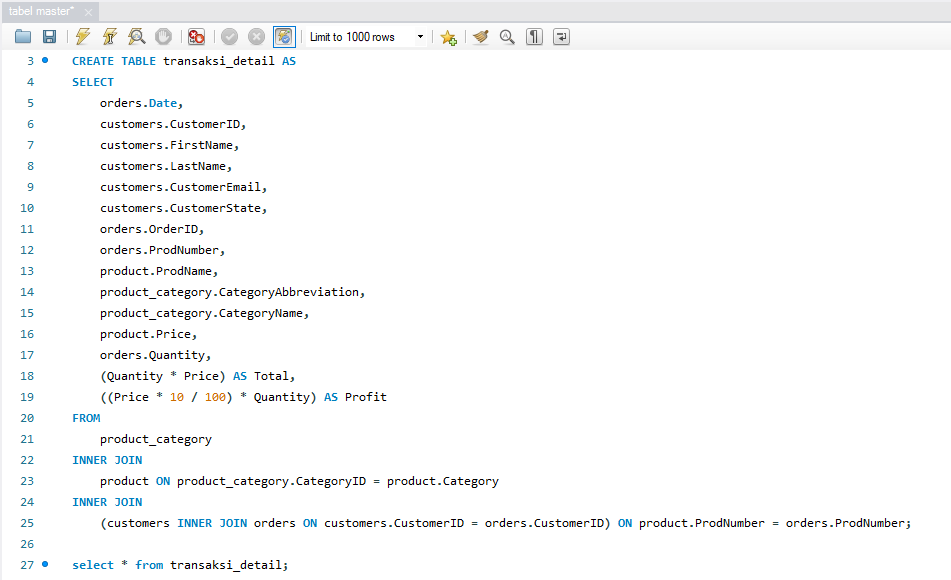 tabel master*
Limit to 1000 rows
3 CREATE TABLE transaksi_detail AS
4 SELECT
5 orders.Date,
6 customers.CustomerID,
7 customers.FirstName,
8 customers.LastName,
9 customers.CustomerEmail,
10 customers.CustomerState,
11 orders.OrderID,
12 orders.ProdNumber,
13 product.ProdName,
14 product_category.CategoryAbbreviation,
15 product_category.CategoryName,
16 product.Price,
17 orders.Quantity,
18 (Quantity * Price) AS Total,
19 ((Price * 10 / 100) * Quantity) AS Profit
20 FROM
21 product_category
22 INNER JOIN
23 product ON product_category.CategoryID = product.Category
24 INNER JOIN
25 (customers INNER JOIN orders ON customers.CustomerID = orders.CustomerID) ON product.ProdNumber = orders.ProdNumber;
26
27 select * from transaksi_detail;